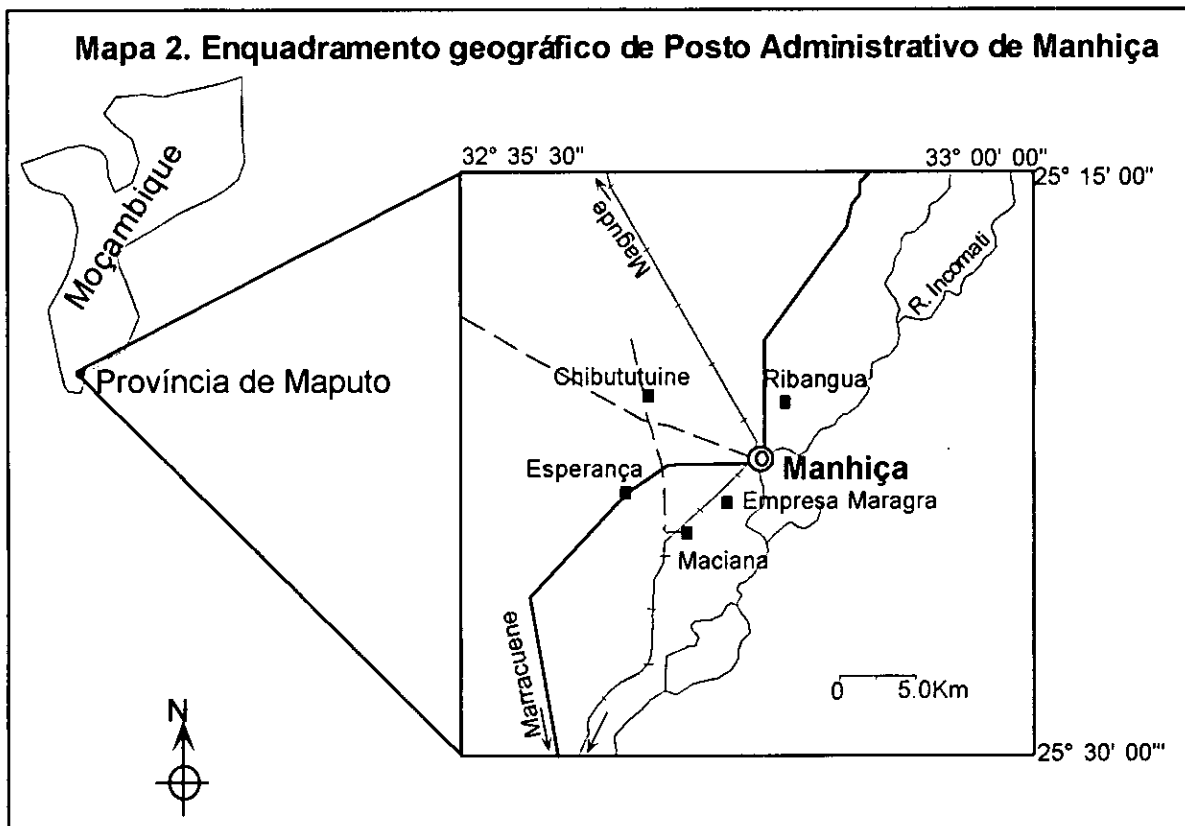 Mapa 2. Enquadramento geográfico de Posto Administrativo de Manhiça
Moçambique
Província de Maputo
N
32° 35' 30"
33° 00' 00"
25° 15' 00"
Magude
R. Incomati
Chibututuine
Ribangua
Esperança
Manhiça
Empresa Maragra
Maciana
Marracuene
0 5.0Km
25° 30' 00'"